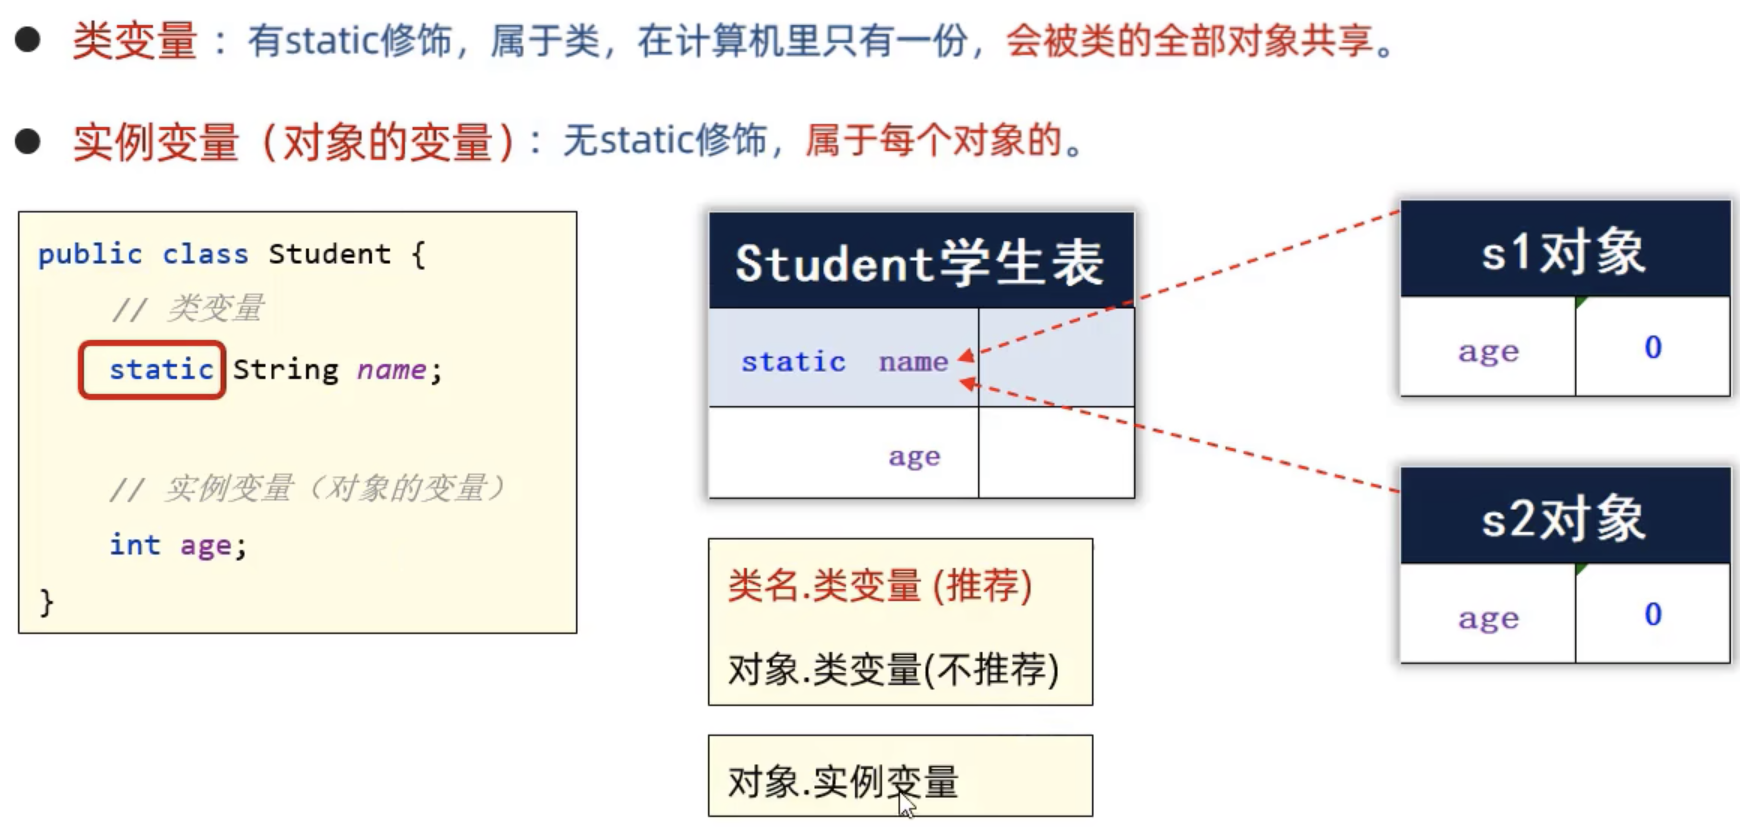 ● 类变量：有static修饰，属于类，在计算机里只有一份，会被类的全部对象共享。
● 实例变量（对象的变量）：无static修饰，属于每个对象的。
public class Student {
// 类变量
static String name;
// 实例变量（对象的变量）
int age;
}
Student学生表
static name
age
类名.类变量 (推荐)
对象.类变量(不推荐)
对象.实例变量
s1对象
age 0
s2对象
age 0